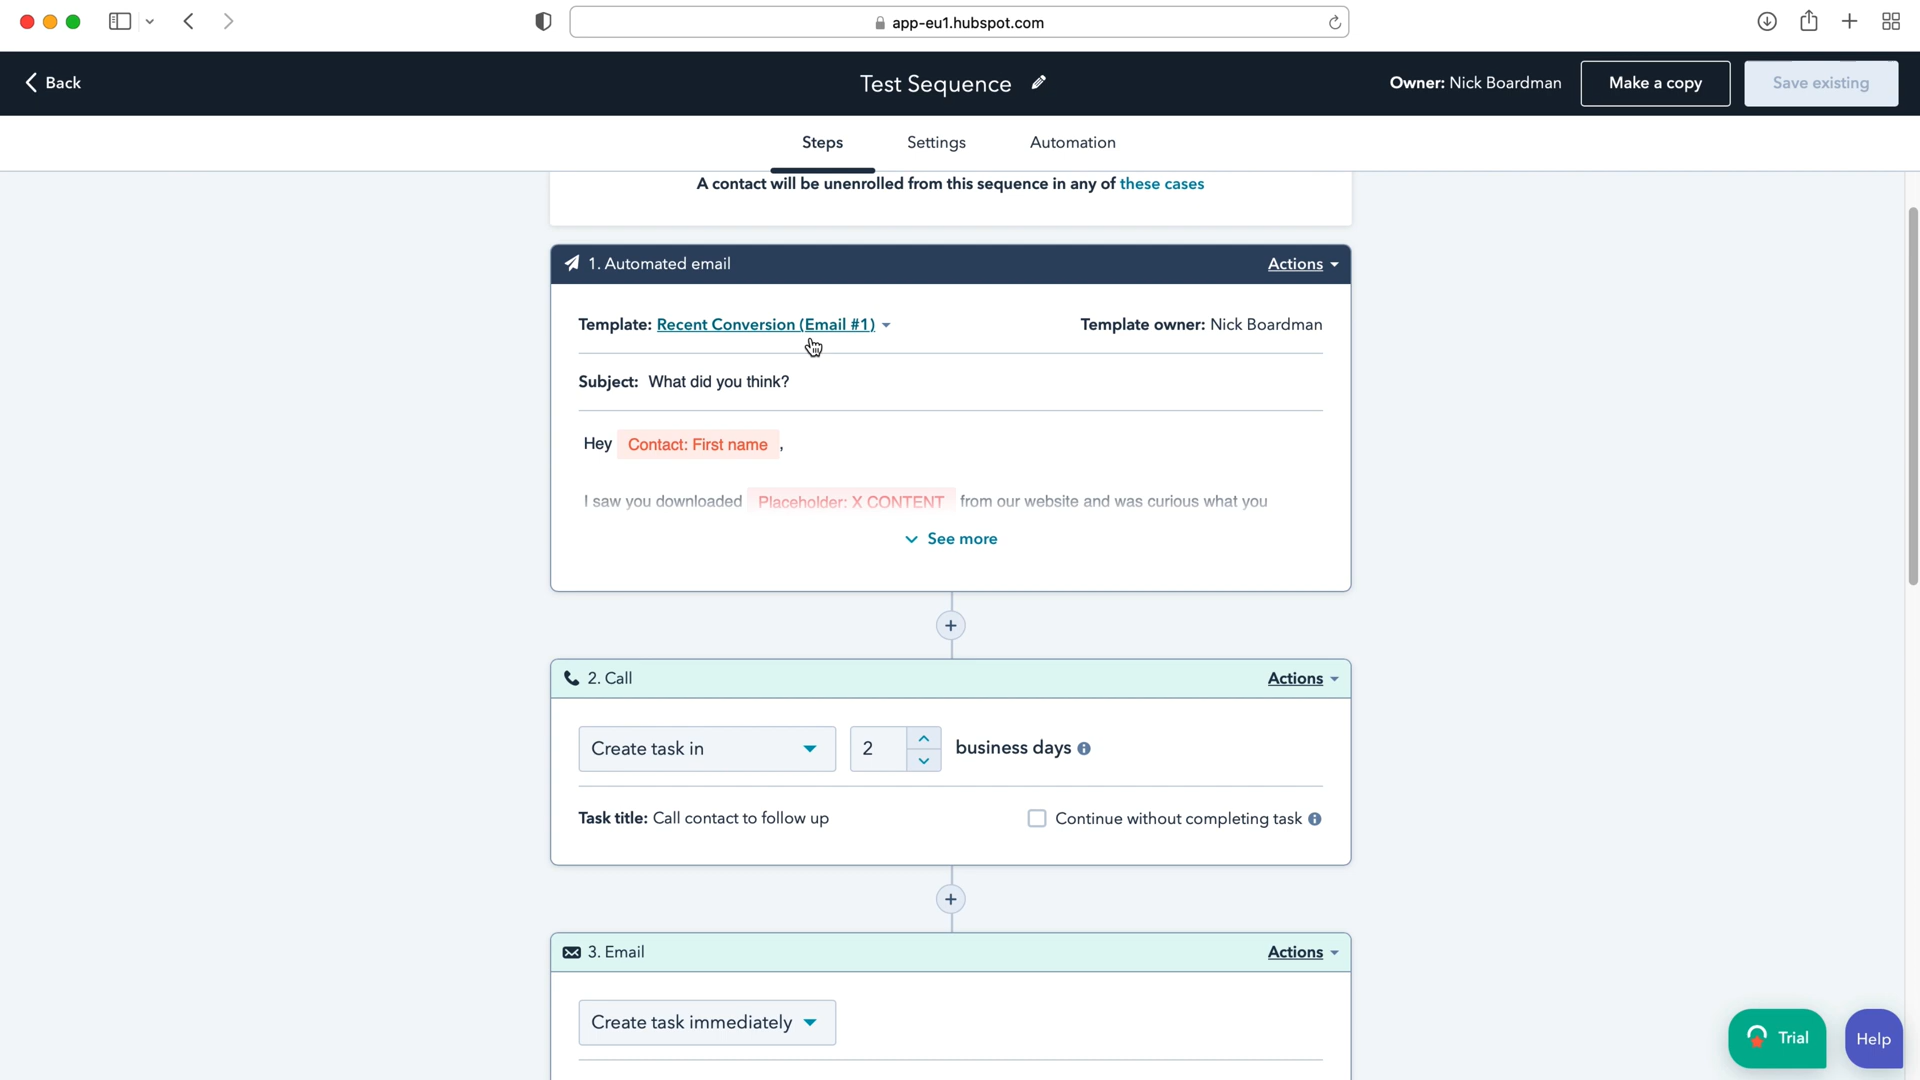 app-eu1.hubspot.com
Back
Test Sequence
Owner: Nick Boardman
Make a copy
Save existing
Steps
Settings
Automation
A contact will be unenrolled from this sequence in any of these cases
1. Automated email
Actions
Template: Recent Conversion (Email #1)
Template owner: Nick Boardman
Subject: What did you think?
Hey Contact: First name ,
I saw you downloaded Placeholder: X CONTENT from our website and was curious what you
See more
2. Call
Actions
Create task in
2
business days
Task title: Call contact to follow up
Continue without completing task
3. Email
Actions
Create task immediately
Trial
Help